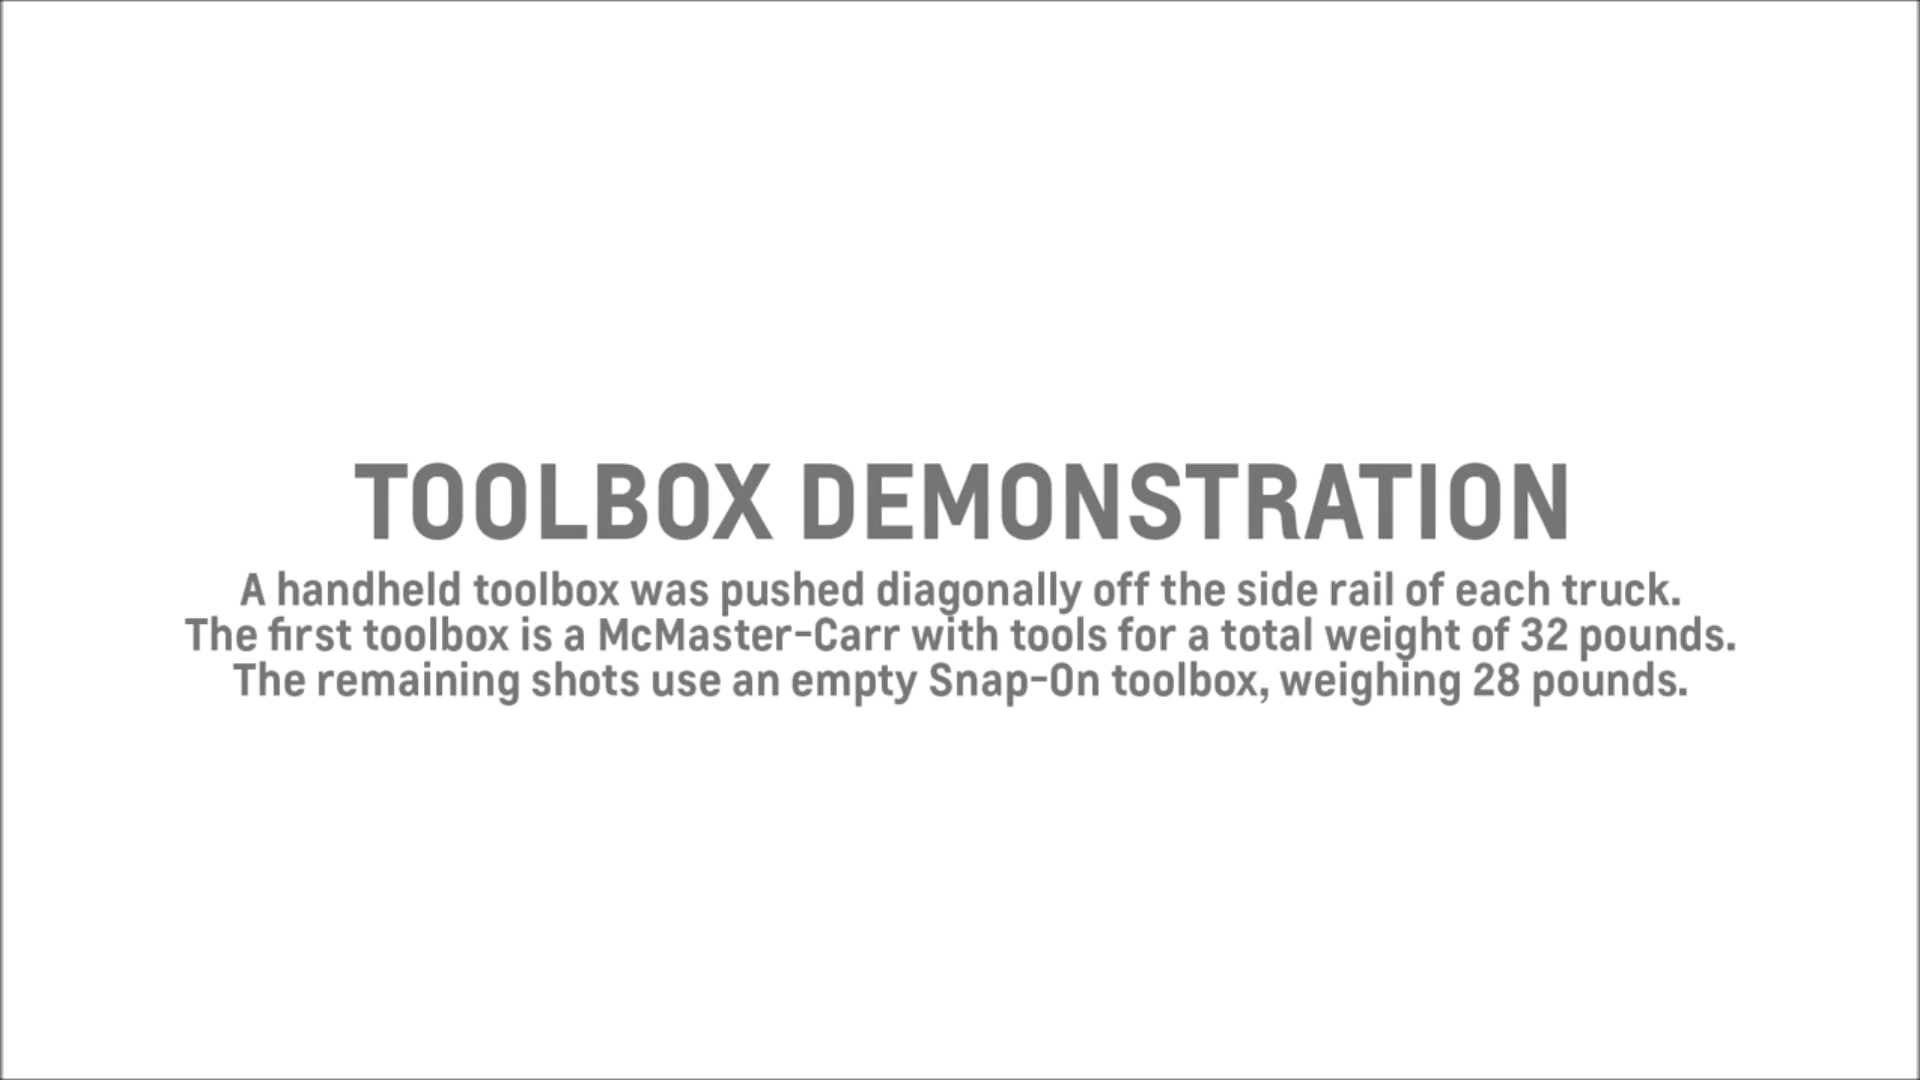 TOOLBOX DEMONSTRATION
A handheld toolbox was pushed diagonally off the side rail of each truck.
The first toolbox is a McMaster-Carr with tools for a total weight of 32 pounds.
The remaining shots use an empty Snap-On toolbox, weighing 28 pounds.